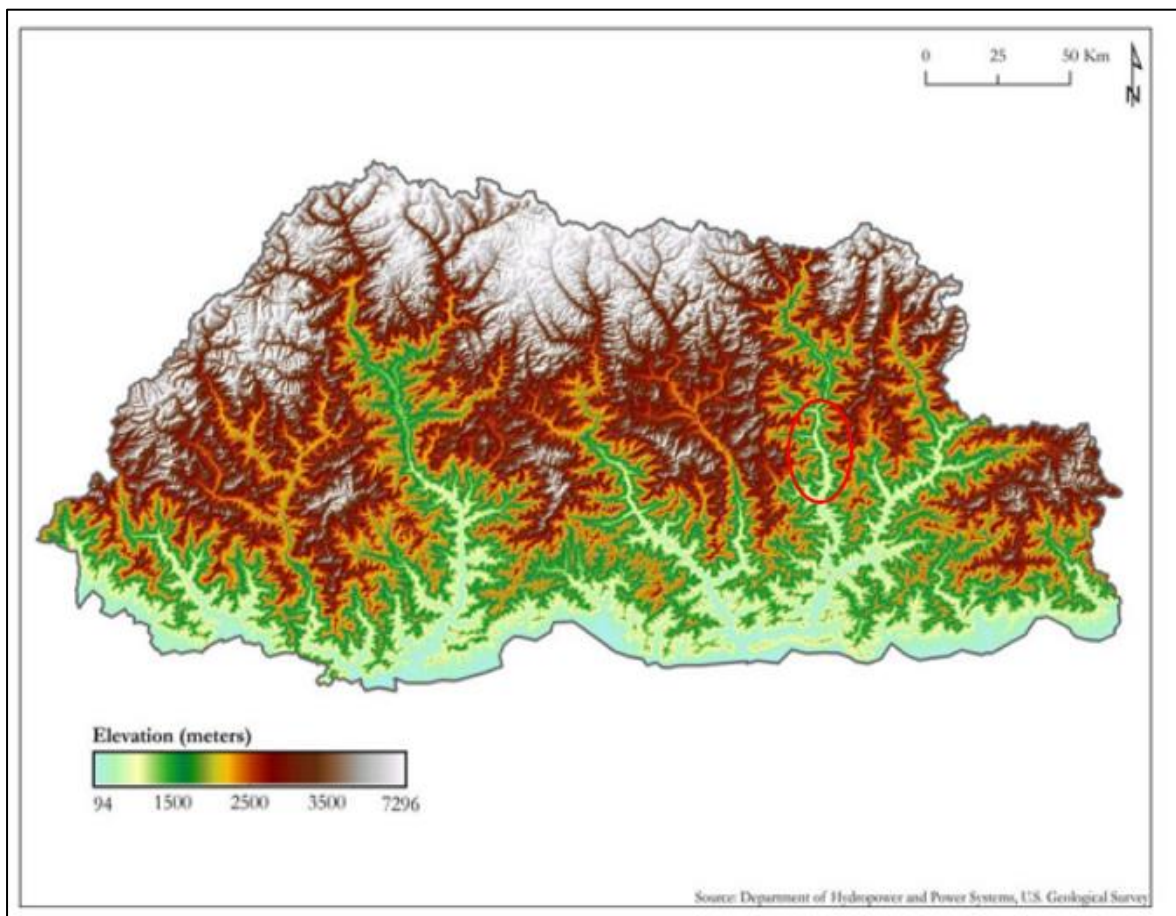 0 25 50 Km
N
Elevation (meters)
94 1500 2500 3500 7296
Source: Department of Hydropower and Power Systems, U.S. Geological Survey